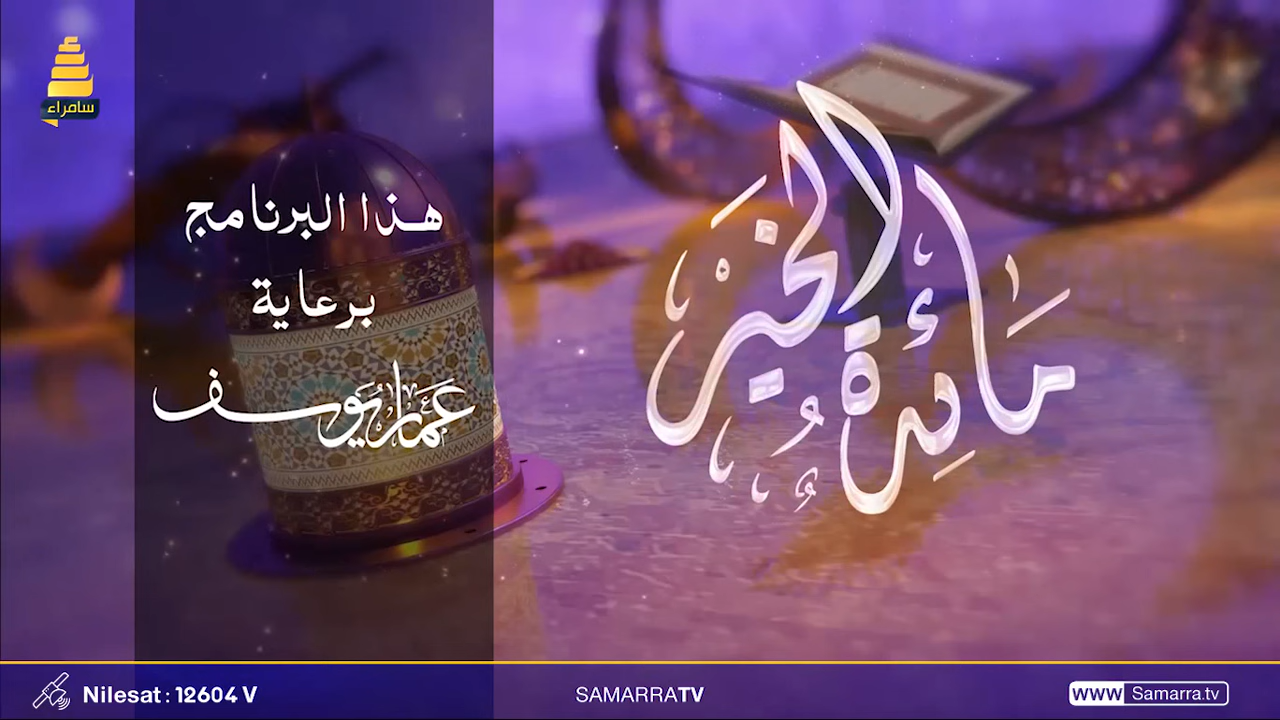 سامراء
مائدة الخير
هذا البرنامج
برعاية
عمار يوسف
Nilesat : 12604 V
SAMARRATV
www Samarra.tv